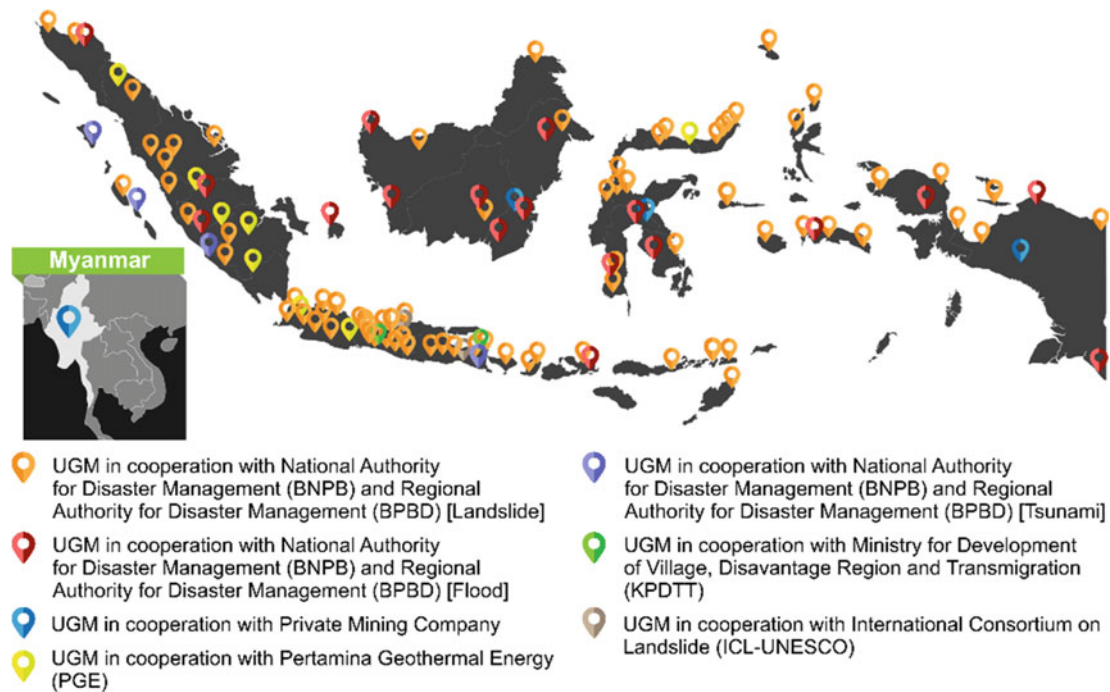 Myanmar
UGM in cooperation with National Authority
for Disaster Management (BNPB) and Regional
Authority for Disaster Management (BPBD) [Landslide]
UGM in cooperation with National Authority
for Disaster Management (BNPB) and Regional
Authority for Disaster Management (BPBD) [Flood]
UGM in cooperation with Private Mining Company
UGM in cooperation with Pertamina Geothermal Energy
(PGE)
UGM in cooperation with National Authority
for Disaster Management (BNPB) and Regional
Authority for Disaster Management (BPBD) [Tsunami]
UGM in cooperation with Ministry for Development
of Village, Disavantage Region and Transmigration
(KPDTT)
UGM in cooperation with International Consortium on
Landslide (ICL-UNESCO)